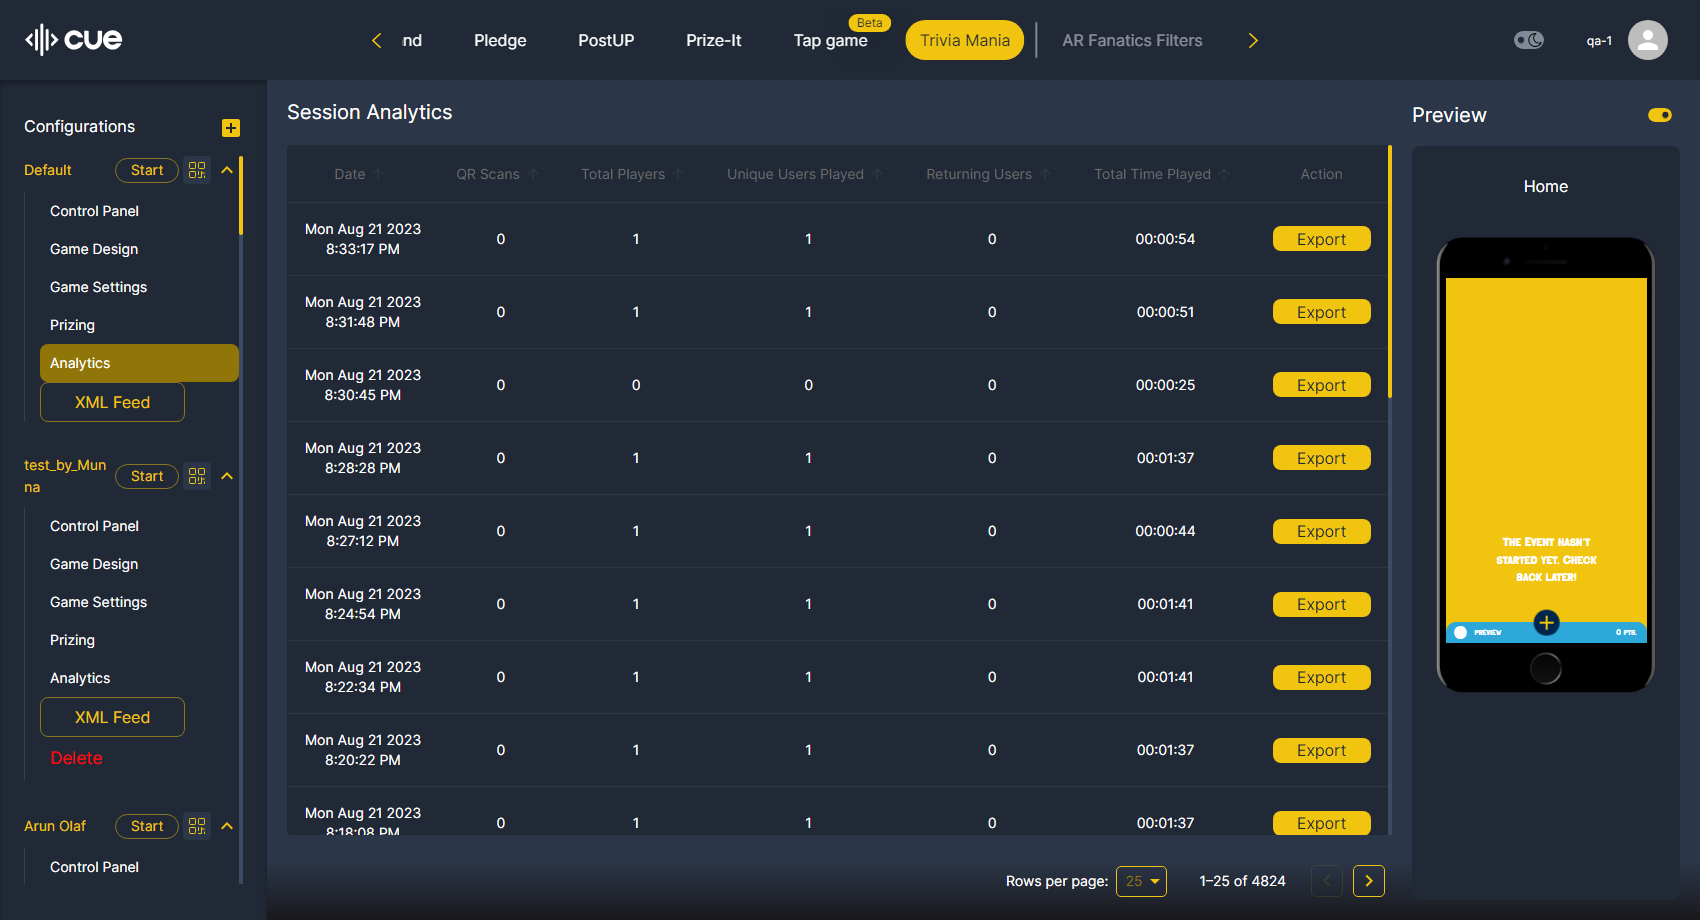 cue
Pledge
PostUP
Prize-It
Tap game
Beta
Trivia Mania
AR Fanatics Filters
qa-1
Configurations
Default
Start
Control Panel
Game Design
Game Settings
Prizing
Analytics
XML Feed
test_by_Mun
na
Start
Control Panel
Game Design
Game Settings
Prizing
Analytics
XML Feed
Delete
Arun Olaf
Start
Control Panel
Session Analytics
Date QR Scans Total Players Unique Users Played Returning Users Total Time Played Action
Mon Aug 21 2023
8:33:17 PM 0 1 1 0 00:00:54 Export
Mon Aug 21 2023
8:31:48 PM 0 1 1 0 00:00:51 Export
Mon Aug 21 2023
8:30:45 PM 0 0 0 0 00:00:25 Export
Mon Aug 21 2023
8:28:28 PM 0 1 1 0 00:01:37 Export
Mon Aug 21 2023
8:27:12 PM 0 1 1 0 00:00:44 Export
Mon Aug 21 2023
8:24:54 PM 0 1 1 0 00:01:41 Export
Mon Aug 21 2023
8:22:34 PM 0 1 1 0 00:01:41 Export
Mon Aug 21 2023
8:20:22 PM 0 1 1 0 00:01:37 Export
Mon Aug 21 2023
8:18:08 PM 0 1 1 0 00:01:37 Export
Rows per page: 25 1–25 of 4824
Preview
Home
The Event hasn't
started yet. Check
back later!
PREVIEW
0 PTS.